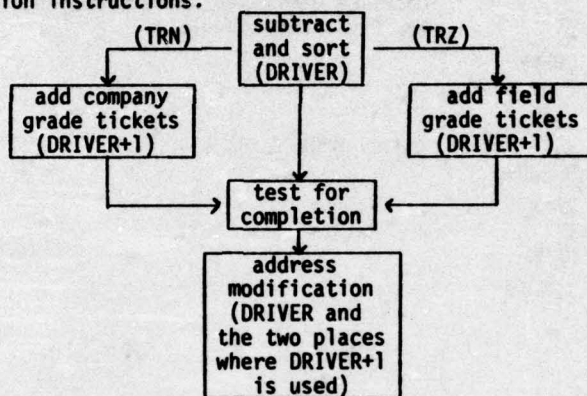 ion instructions.
subtract
and sort
(DRIVER)
(TRN)
(TRZ)
add company
grade tickets
(DRIVER+1)
add field
grade tickets
(DRIVER+1)
test for
completion
address
modification
(DRIVER and
the two places
where DRIVER+1
is used)